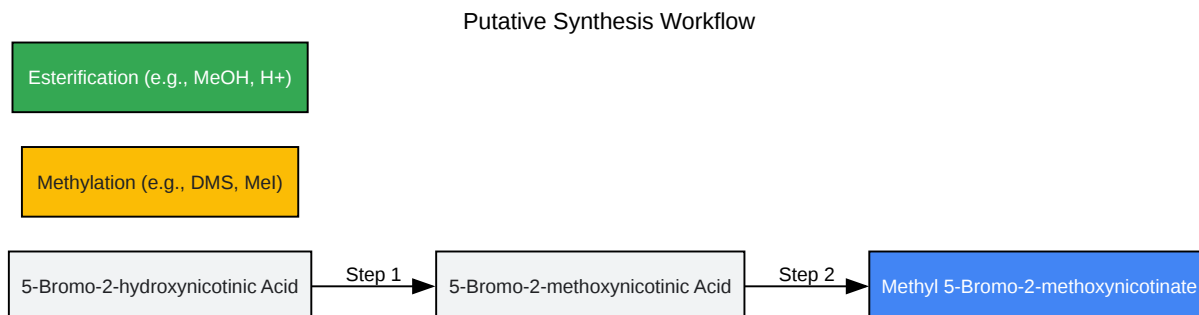 Putative Synthesis Workflow
Esterification (e.g., MeOH, H+)
Methylation (e.g., DMS, MeI)
5-Bromo-2-hydroxynicotinic Acid
Step 1
5-Bromo-2-methoxynicotinic Acid
Step 2
Methyl 5-Bromo-2-methoxynicotinate